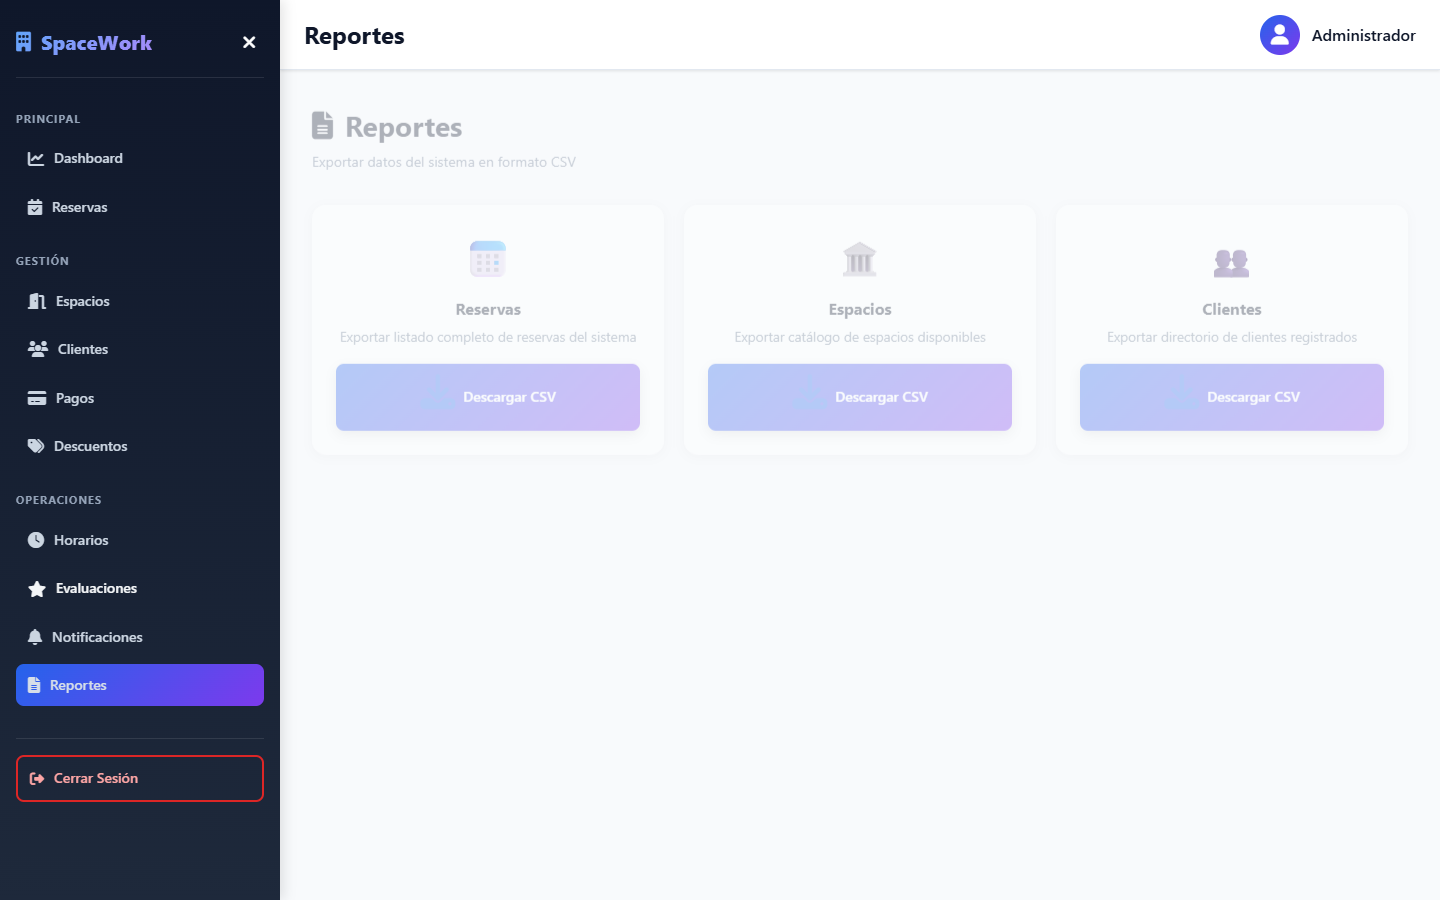 SpaceWork
PRINCIPAL
Dashboard
Reservas
GESTIÓN
Espacios
Clientes
Pagos
Descuentos
OPERACIONES
Horarios
Evaluaciones
Notificaciones
Reportes
Cerrar Sesión
Reportes
Administrador
Reportes
Exportar datos del sistema en formato CSV
Reservas
Exportar listado completo de reservas del sistema
Descargar CSV
Espacios
Exportar catálogo de espacios disponibles
Descargar CSV
Clientes
Exportar directorio de clientes registrados
Descargar CSV